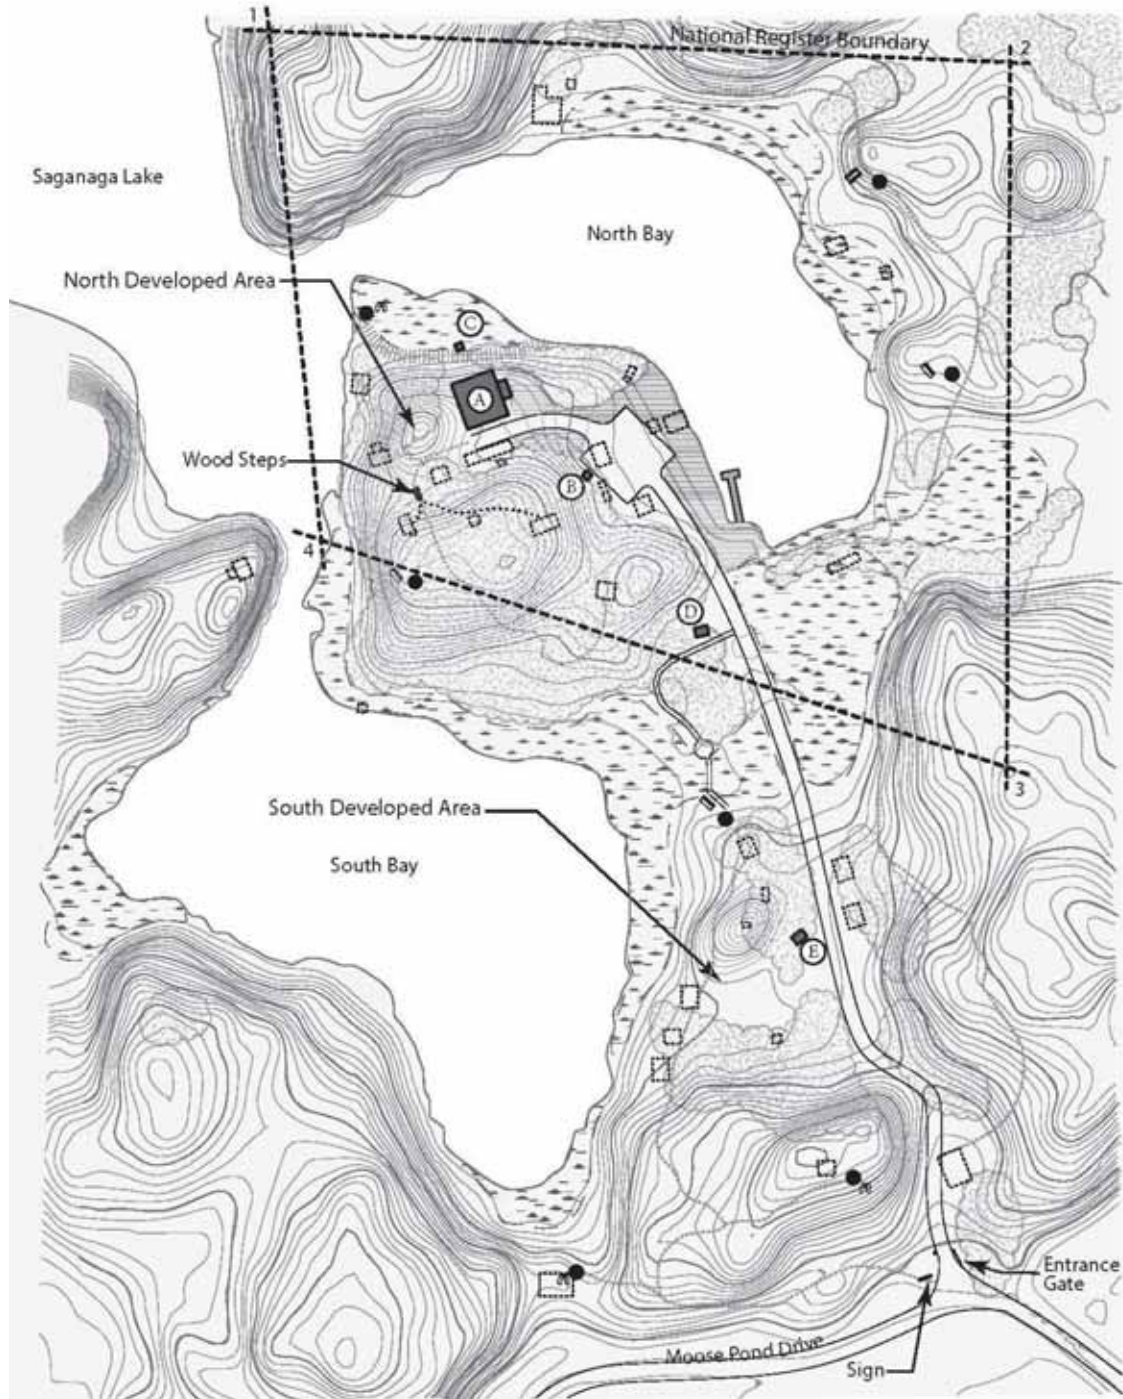 1
National Register Boundary
2
Saganaga Lake
North Bay
North Developed Area
C
A
Wood Steps
B
4
D
3
South Developed Area
South Bay
E
Entrance
Gate
Moose Pond Drive
Sign